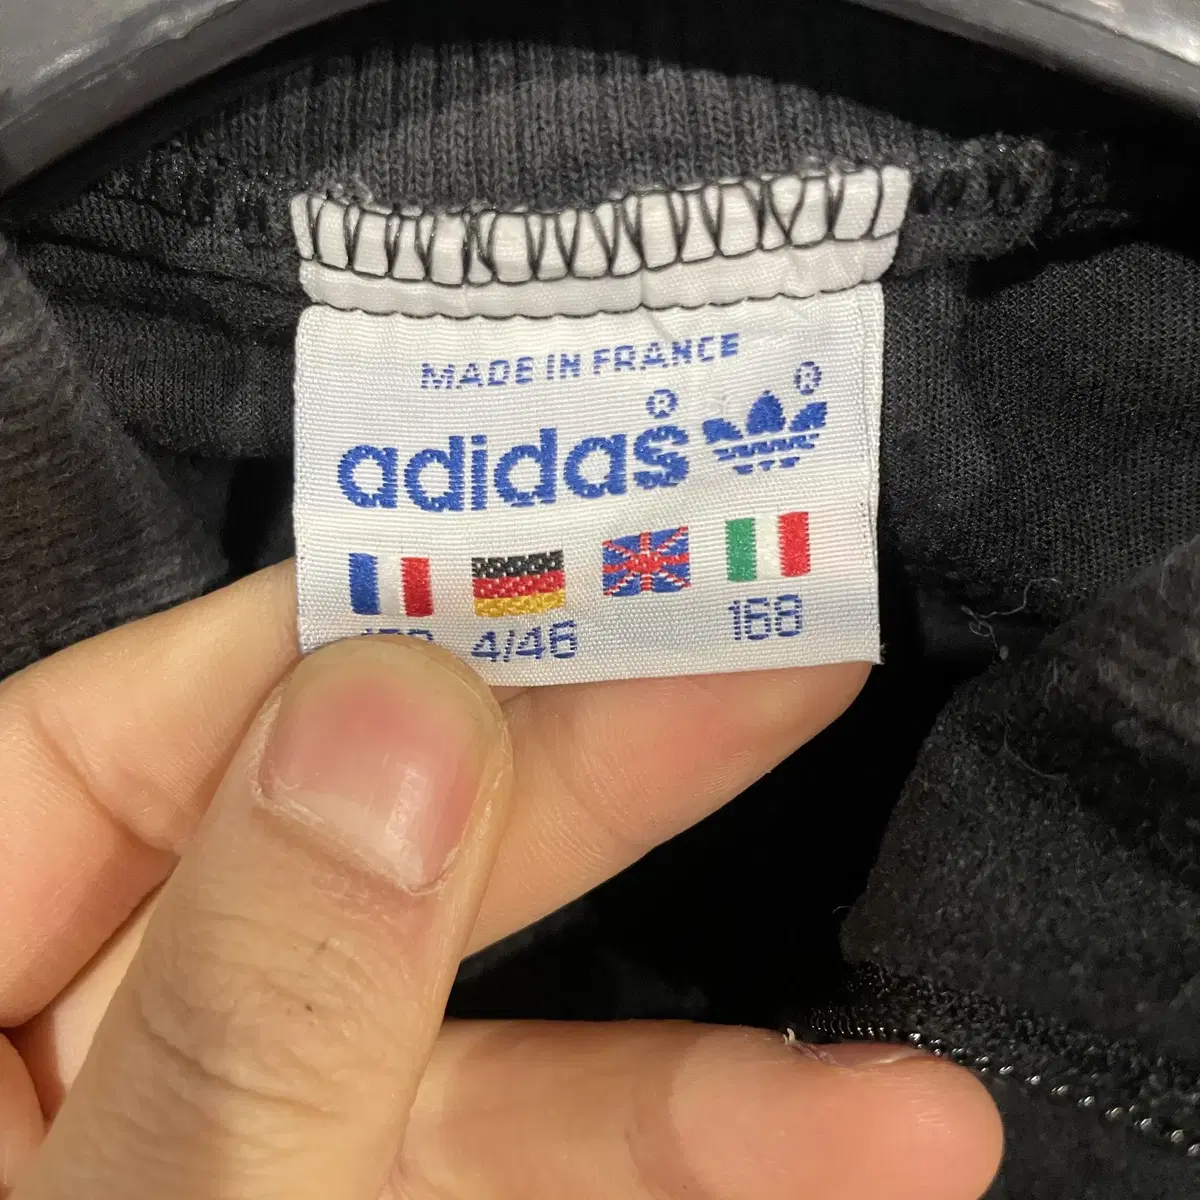 MADE IN FRANCE
adidas® ®
4/46 168